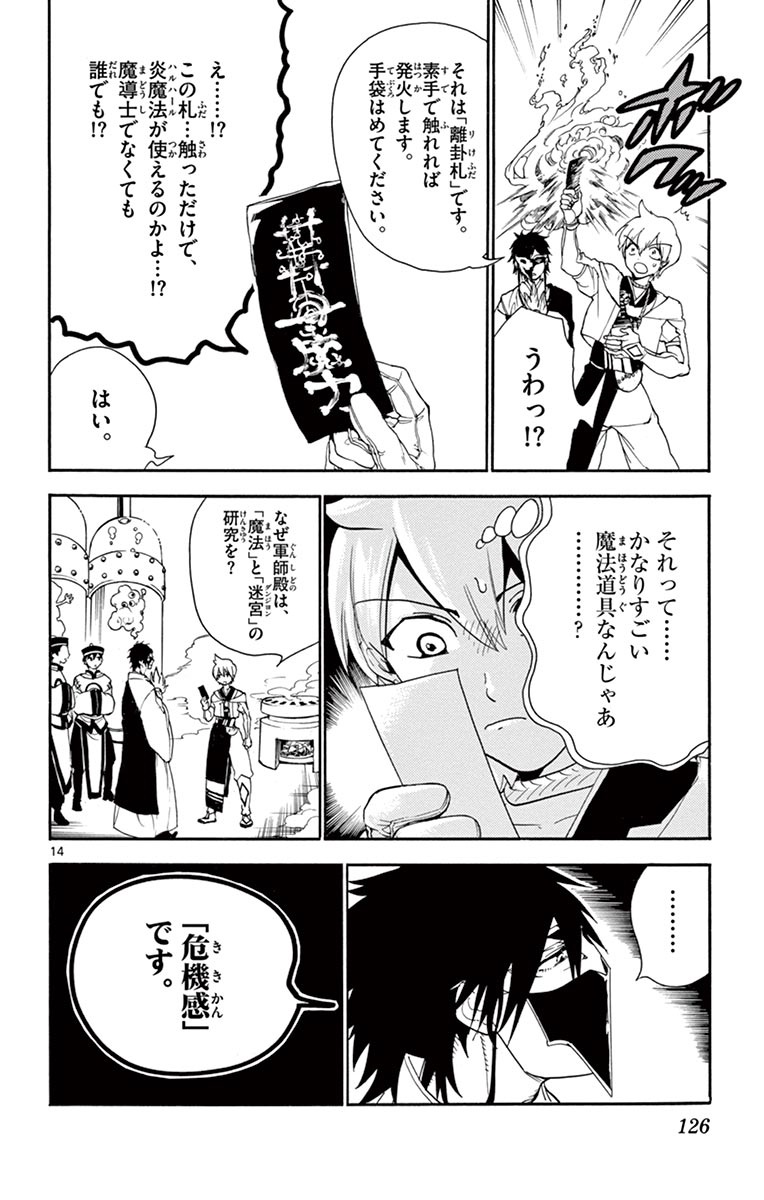 ボワッ
うわっ!?
それは「離卦札」です。
素手で触れれば
発火します。
手袋はめてください。
え……!?
この札…触っただけで、
炎魔法が使えるのかよ…!?
魔導士でなくても
誰でも!?
はい。
それって……
かなりすごい
魔法道具なんじゃあ
………?
なぜ軍師殿は、
「魔法」と「迷宮」の
研究を?
14
………
「危機感」
です。
126